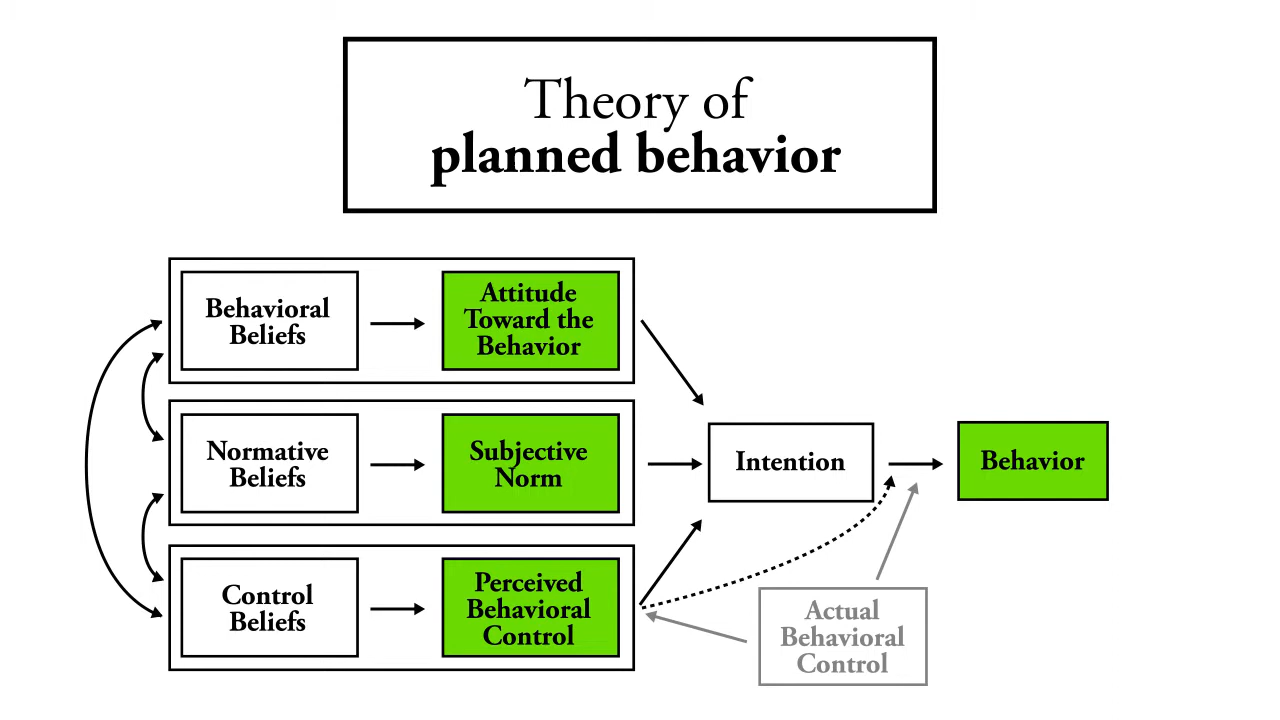 Theory of
planned behavior
Behavioral
Beliefs
Attitude
Toward the
Behavior
Normative
Beliefs
Subjective
Norm
Intention
Behavior
Control
Beliefs
Perceived
Behavioral
Control
Actual
Behavioral
Control